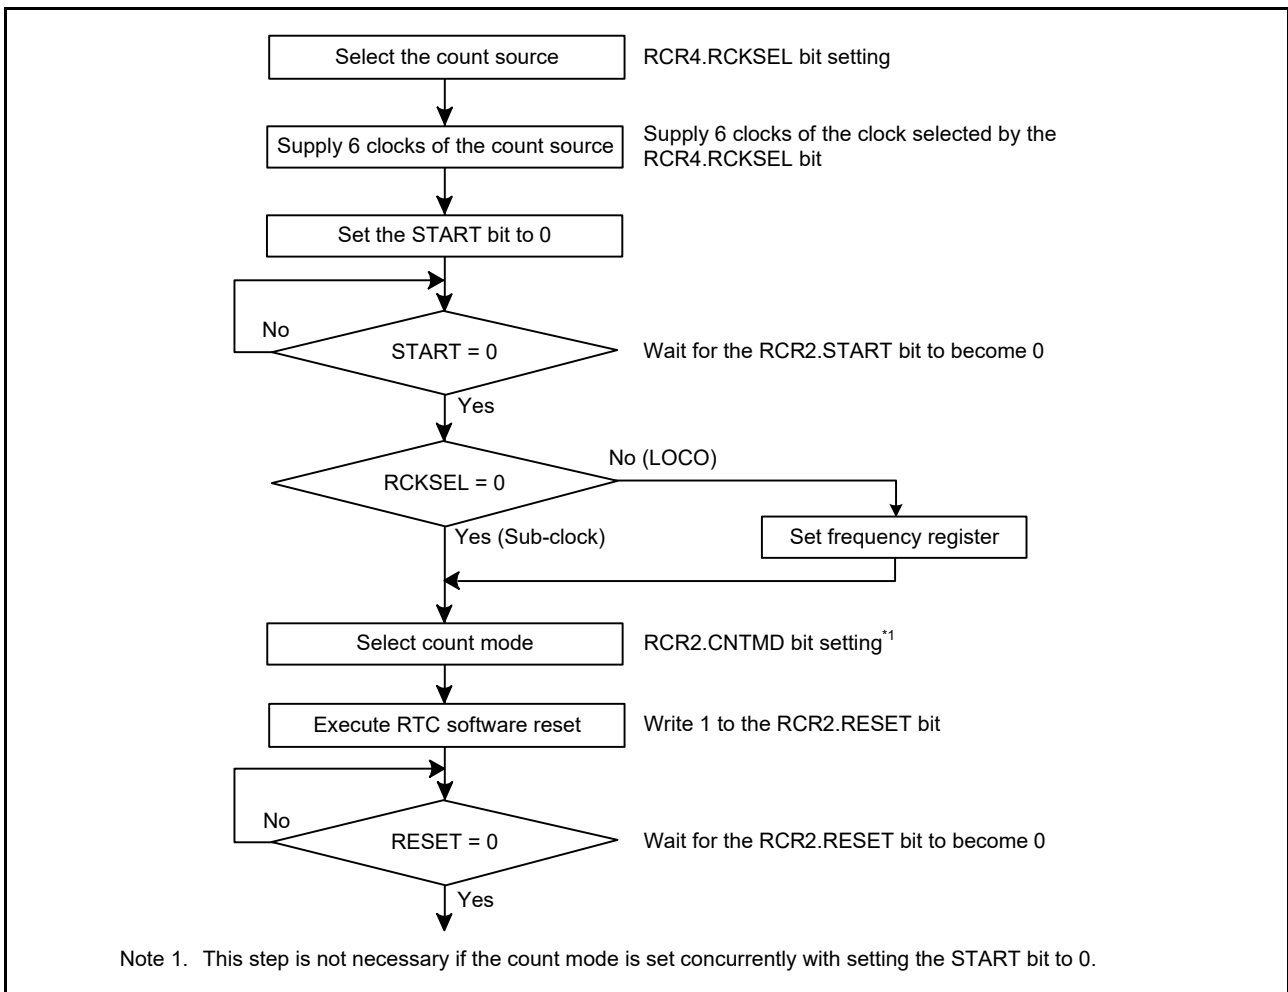 Select the count source
RCR4.RCKSEL bit setting
Supply 6 clocks of the count source
Supply 6 clocks of the clock selected by the
RCR4.RCKSEL bit
Set the START bit to 0
No
START = 0
Wait for the RCR2.START bit to become 0
Yes
No (LOCO)
RCKSEL = 0
Yes (Sub-clock)
Set frequency register
Select count mode
RCR2.CNTMD bit setting*1
Execute RTC software reset
Write 1 to the RCR2.RESET bit
No
RESET = 0
Wait for the RCR2.RESET bit to become 0
Yes
Note 1. This step is not necessary if the count mode is set concurrently with setting the START bit to 0.